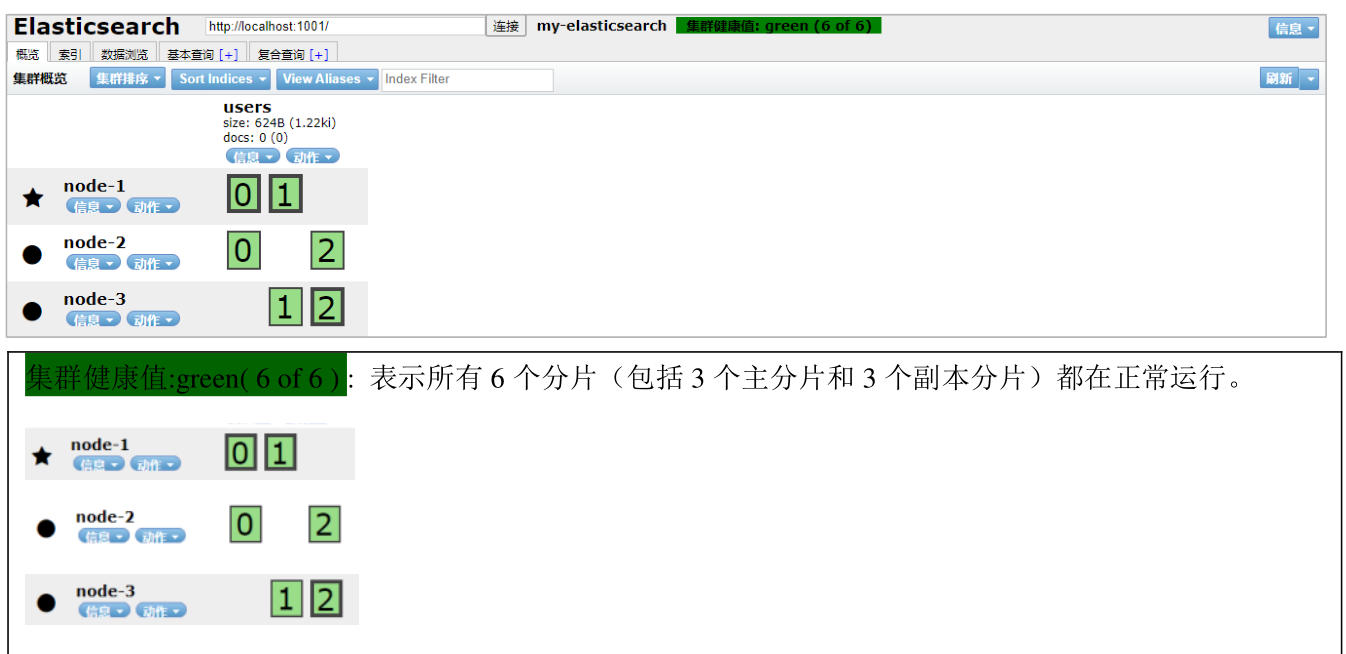 Elasticsearch http://localhost:1001/ 连接 my-elasticsearch 集群健康值: green (6 of 6) 信息
概览 索引 数据浏览 基本查询 [+] 复合查询 [+]
集群概览 集群排序 Sort Indices View Aliases Index Filter 刷新
users
size: 624B (1.22ki)
docs: 0 (0)
信息 动作
node-1 0 1
信息 动作
node-2 0 2
信息 动作
node-3 1 2
信息 动作
集群健康值:green( 6 of 6 ) : 表示所有 6 个分片（包括 3 个主分片和 3 个副本分片）都在正常运行。
node-1 0 1
信息 动作
node-2 0 2
信息 动作
node-3 1 2
信息 动作